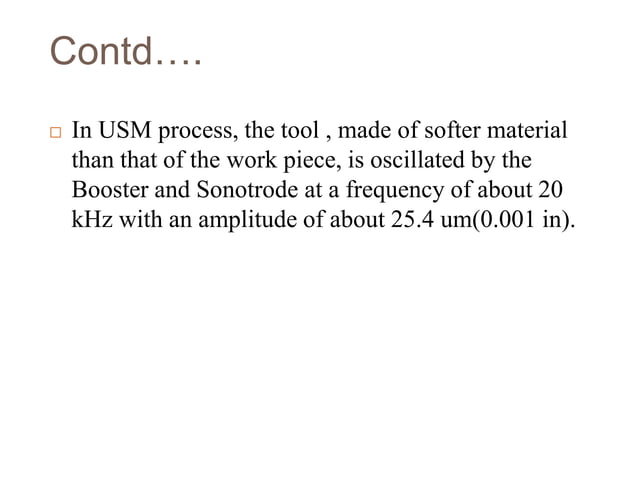 Contd….
In USM process, the tool , made of softer material
than that of the work piece, is oscillated by the
Booster and Sonotrode at a frequency of about 20
kHz with an amplitude of about 25.4 um(0.001 in).